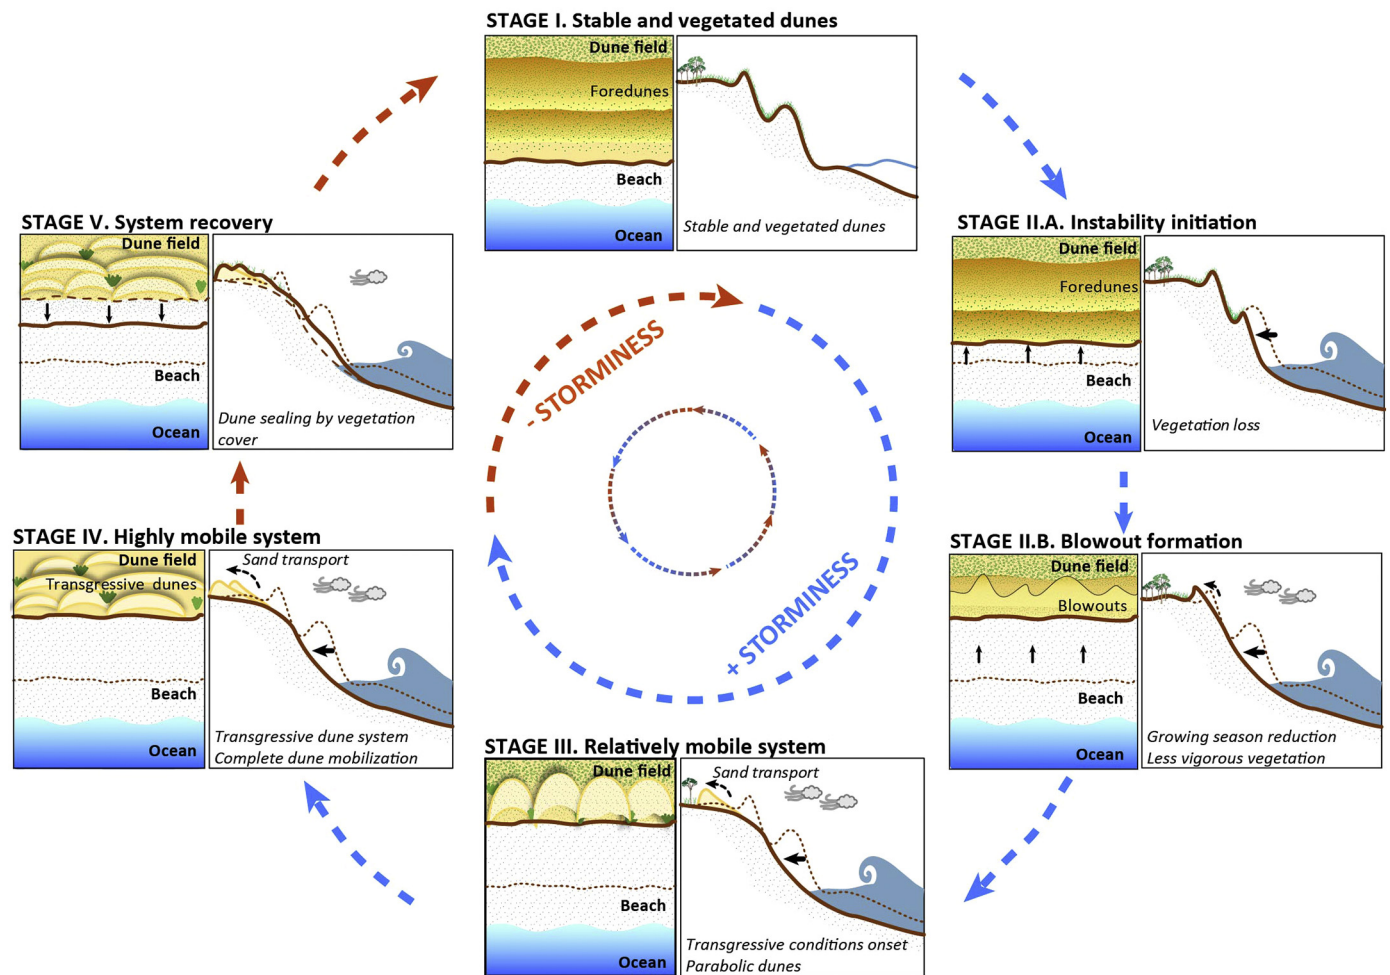 STAGE I. Stable and vegetated dunes
Dune field
Foredunes
Beach
Ocean
Stable and vegetated dunes
STAGE II.A. Instability initiation
Dune field
Foredunes
Beach
Ocean
Vegetation loss
STAGE II.B. Blowout formation
Dune field
Blowouts
Beach
Ocean
Growing season reduction
Less vigorous vegetation
STAGE III. Relatively mobile system
Dune field
Beach
Ocean
Sand transport
Transgressive conditions onset
Parabolic dunes
STAGE IV. Highly mobile system
Dune field
Transgressive dunes
Beach
Ocean
Sand transport
Transgressive dune system
Complete dune mobilization
STAGE V. System recovery
Dune field
Beach
Ocean
Dune sealing by vegetation
cover
- STORMINESS
+ STORMINESS